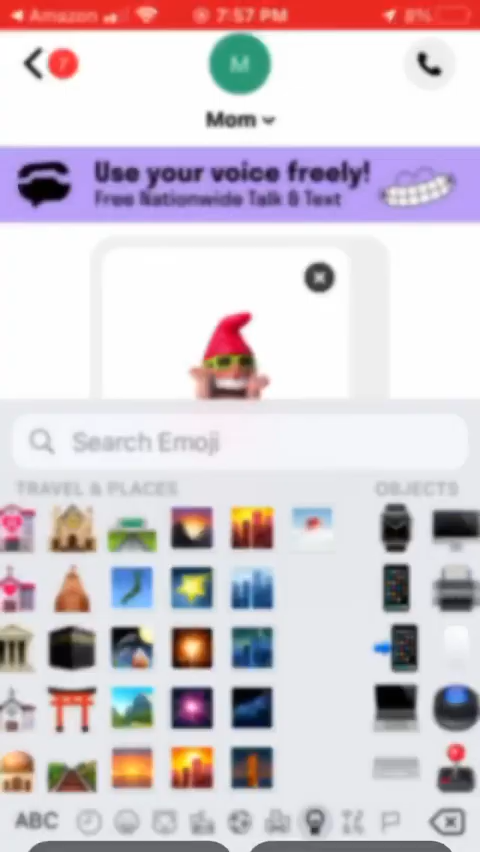 Amazon 7:57 PM 8%
7
M
Mom
Use your voice freely!
Free Nationwide Talk & Text
Search Emoji
TRAVEL & PLACES OBJECTS
ABC